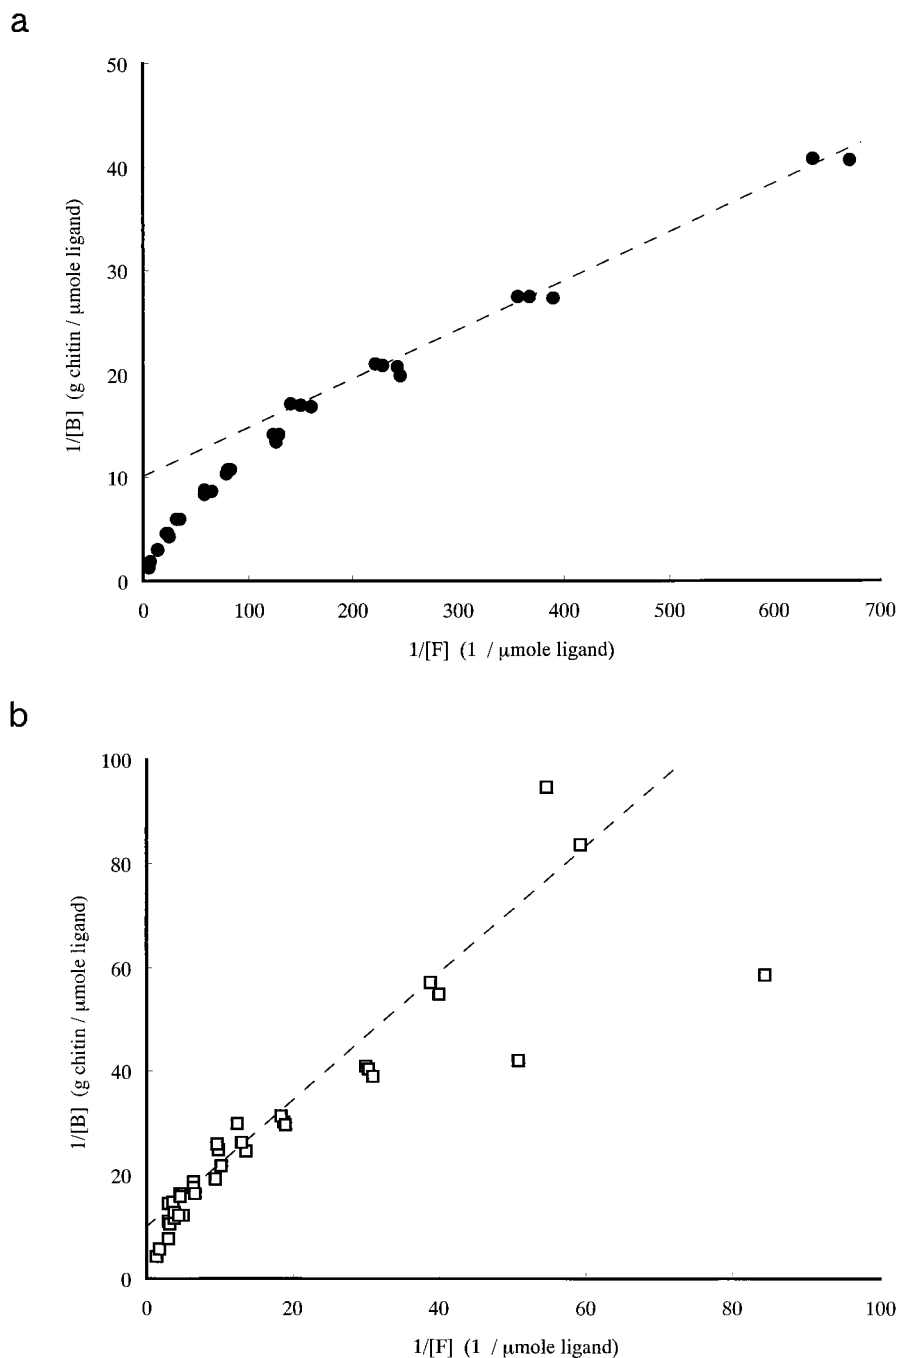 a
50
40
30
20
10
0
1/[B] (g chitin / μmole ligand)
0 100 200 300 400 500 600 700
1/[F] (1 / μmole ligand)
b
100
80
60
40
20
0
1/[B] (g chitin / μmole ligand)
0 20 40 60 80 100
1/[F] (1 / μmole ligand)